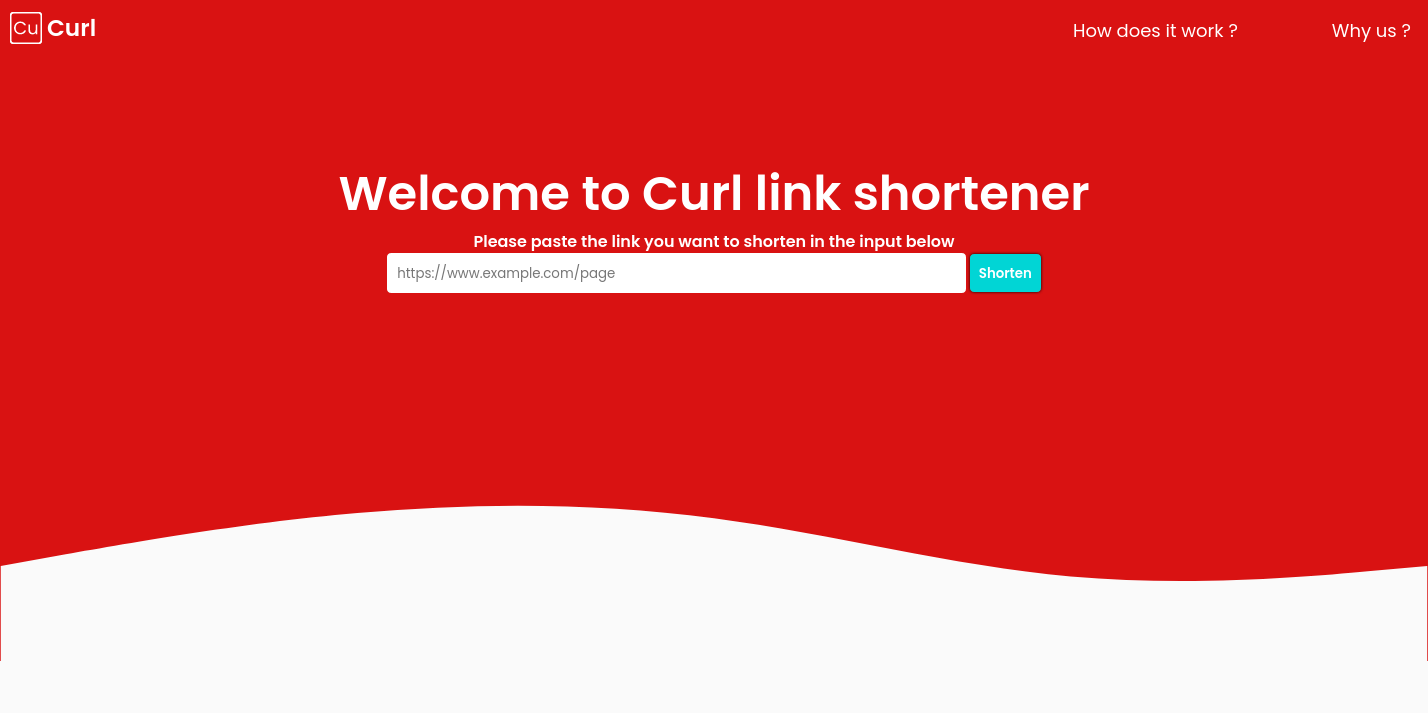 Cu Curl
How does it work ?
Why us ?
Welcome to Curl link shortener
Please paste the link you want to shorten in the input below
https://www.example.com/page
Shorten